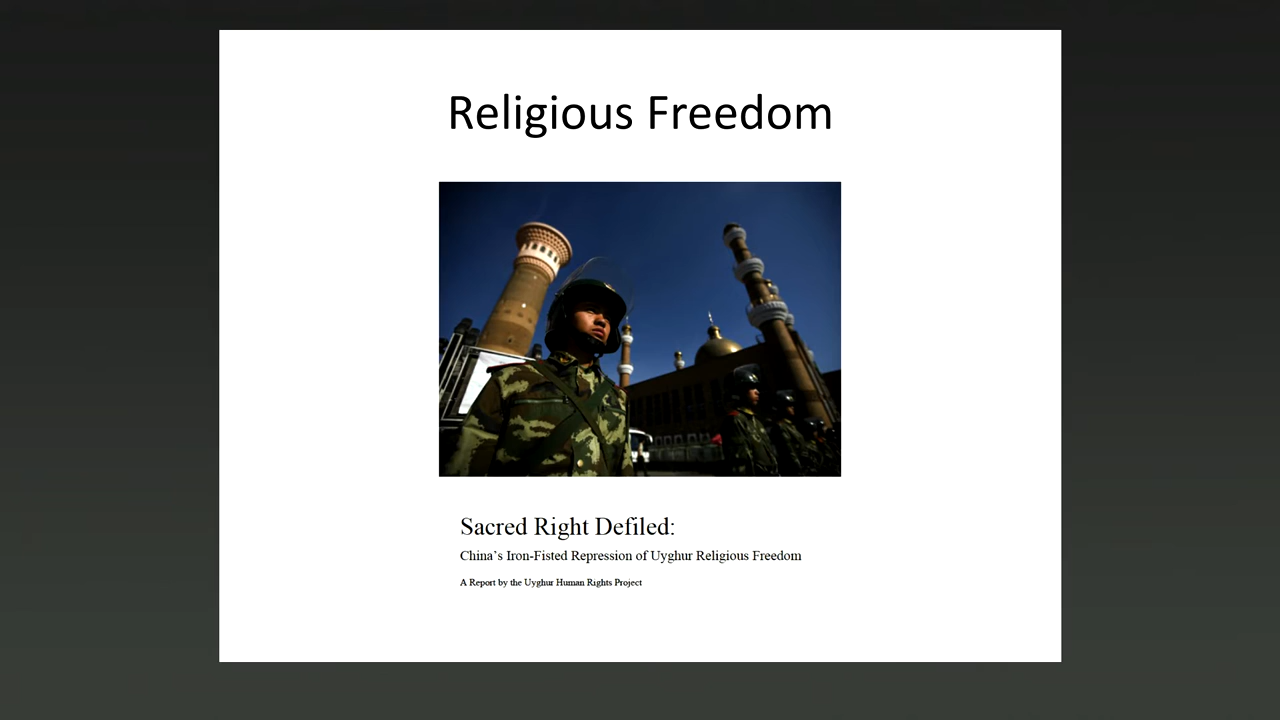 Religious Freedom
Sacred Right Defiled:
China's Iron-Fisted Repression of Uyghur Religious Freedom
A Report by the Uyghur Human Rights Project